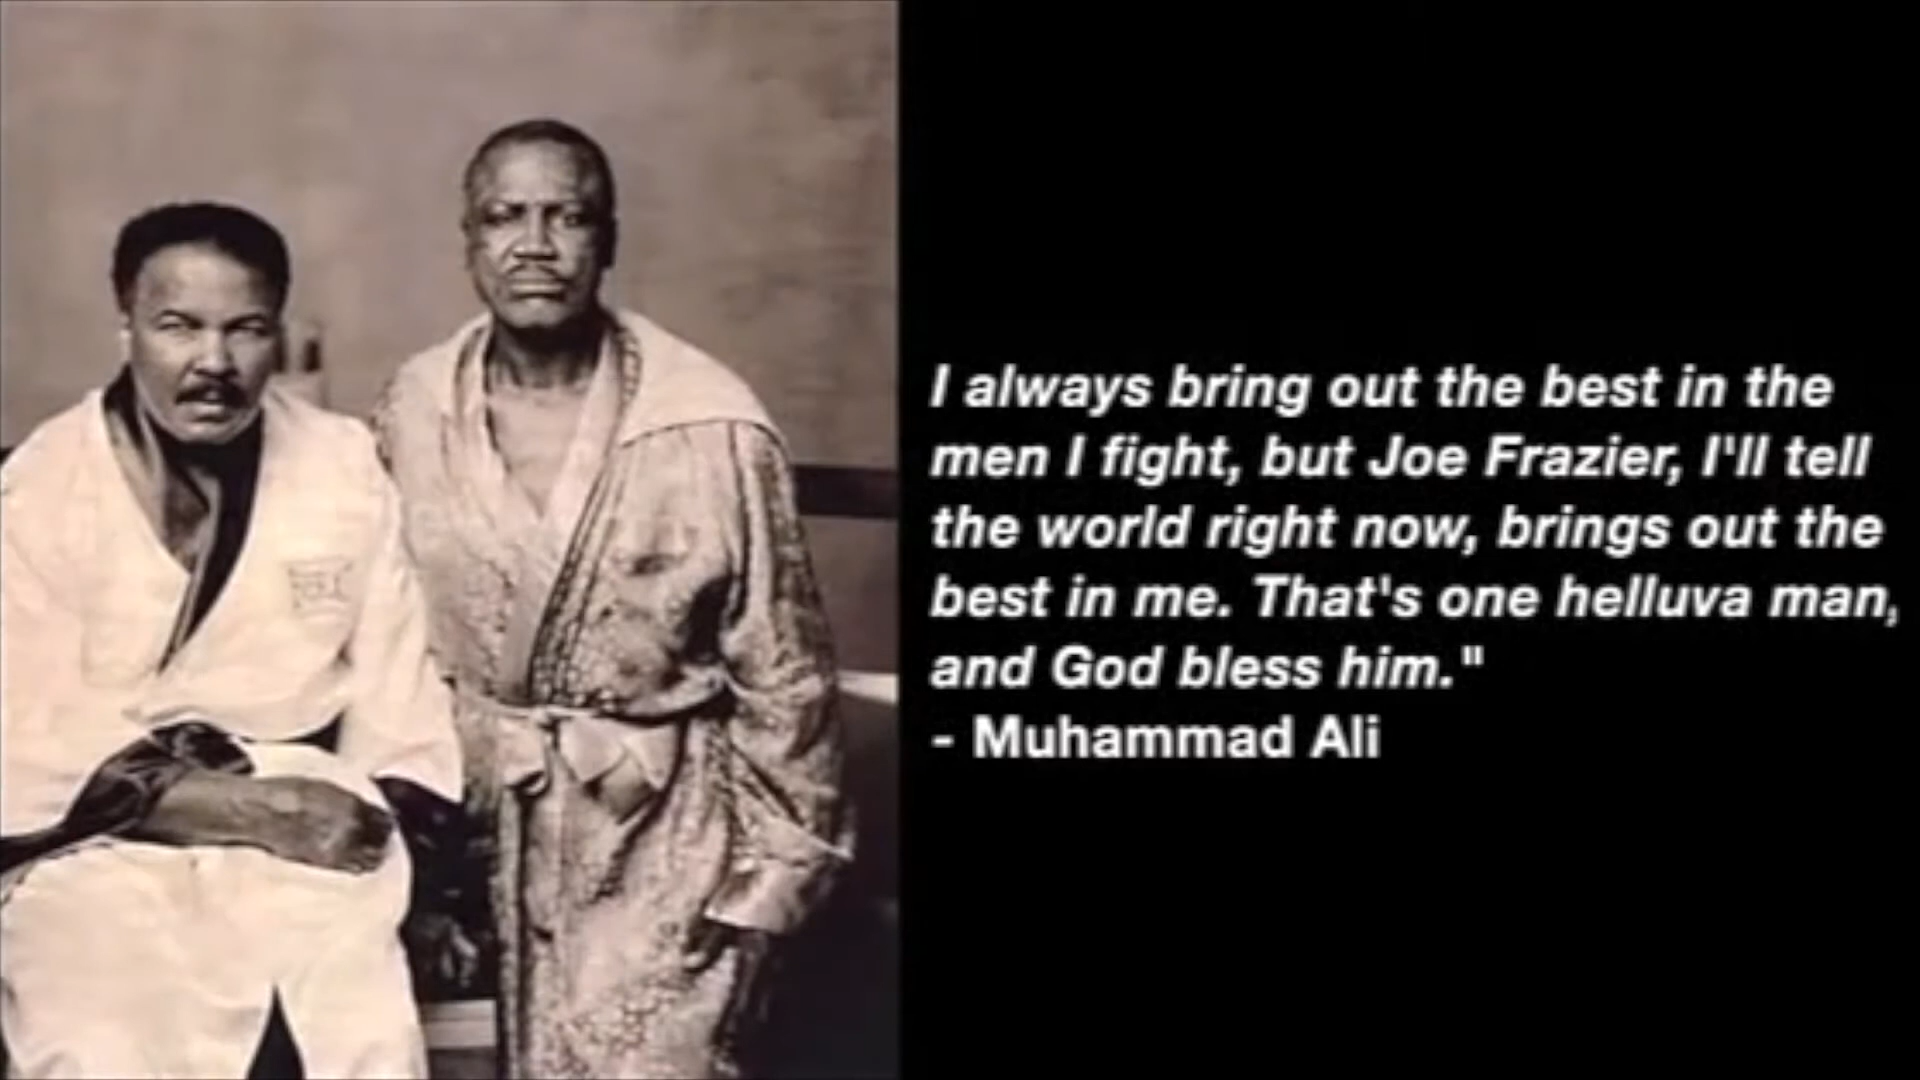 I always bring out the best in the
men I fight, but Joe Frazier, I'll tell
the world right now, brings out the
best in me. That's one helluva man,
and God bless him."
- Muhammad Ali